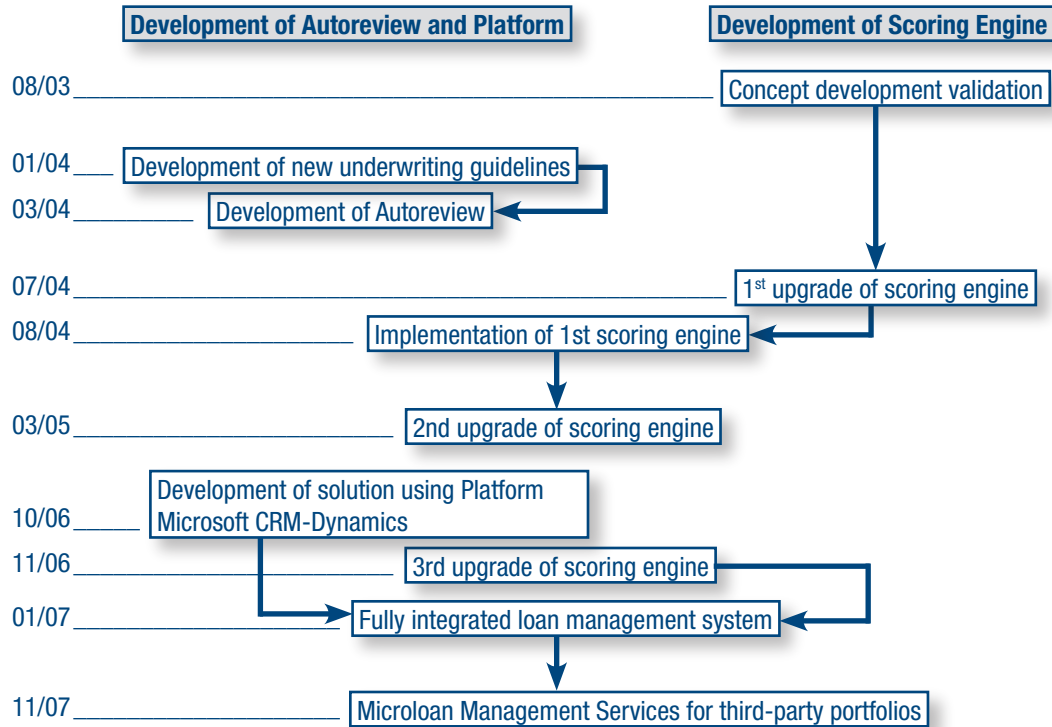 Development of Autoreview and Platform
Development of Scoring Engine
08/03
Concept development validation
01/04
Development of new underwriting guidelines
03/04
Development of Autoreview
07/04
1st upgrade of scoring engine
08/04
Implementation of 1st scoring engine
03/05
2nd upgrade of scoring engine
Development of solution using Platform
Microsoft CRM-Dynamics
10/06
11/06
3rd upgrade of scoring engine
01/07
Fully integrated loan management system
11/07
Microloan Management Services for third-party portfolios